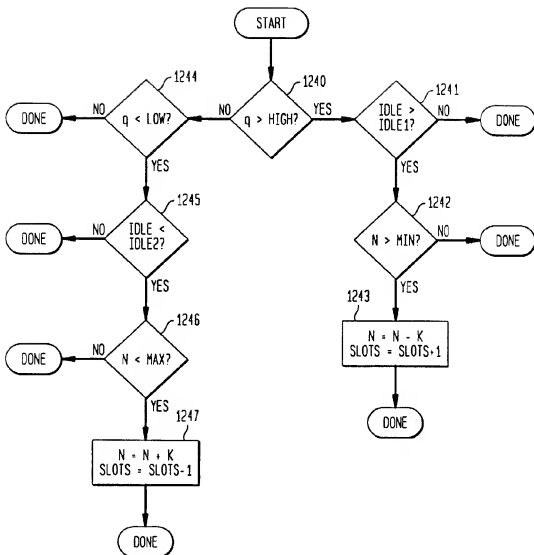 START
1244
1240
1241
q < LOW?
NO
DONE
q > HIGH?
NO
YES
IDLE >
IDLE1?
NO
DONE
YES
YES
1245
1242
IDLE <
IDLE2?
NO
DONE
N > MIN?
NO
DONE
YES
YES
1246
1243
N < MAX?
NO
DONE
N = N - K
SLOTS = SLOTS+1
YES
1247
DONE
N = N + K
SLOTS = SLOTS-1
DONE